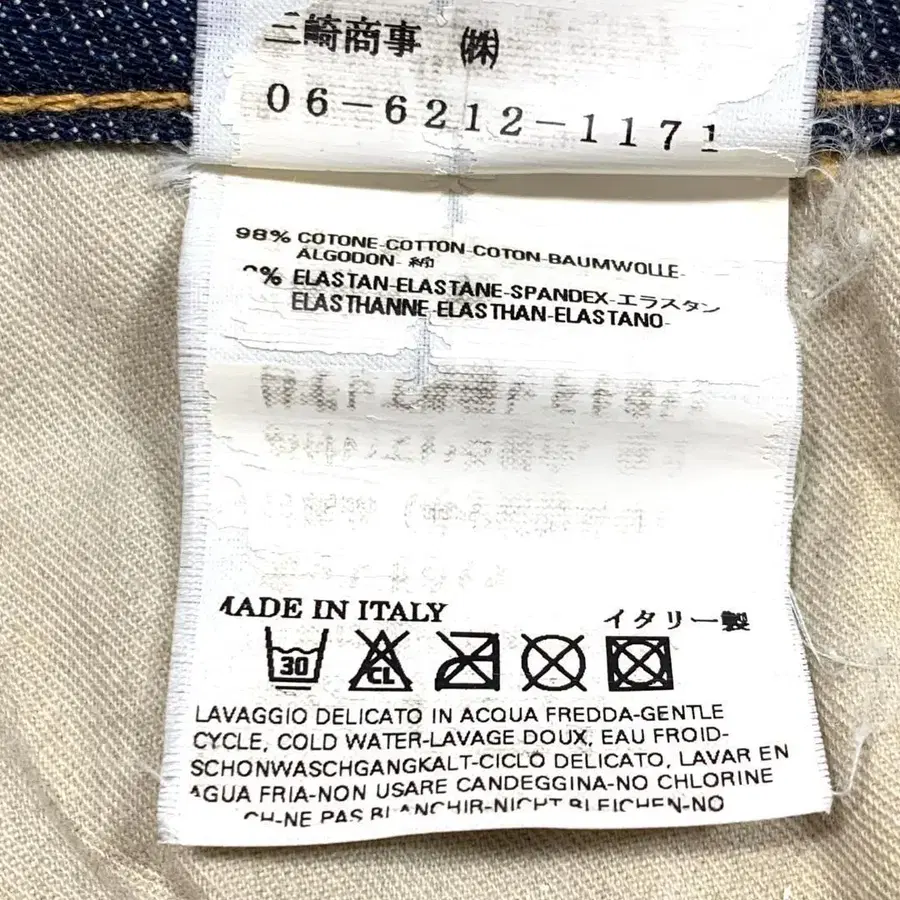 三崎商事 ㈱
06-6212-1171
98% COTONE-COTTON-COTON-BAUMWOLLE-
ALGODON- 綿
% ELASTAN-ELASTANE-SPANDEX-エラスタン
ELASTHANNE-ELASTHAN-ELASTANO-
MADE IN ITALY イタリー製
30 CL
LAVAGGIO DELICATO IN ACQUA FREDDA-GENTLE
CYCLE, COLD WATER-LAVAGE DOUX, EAU FROID-
SCHONWASCHGANGKALT-CICLO DELICATO, LAVAR EN
AGUA FRIA-NON USARE CANDEGGINA-NO CHLORINE
CH-NE PAS BLANCHIR-NICHT BLEICHEN-NO